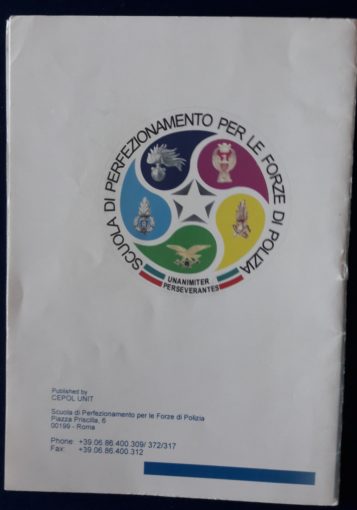 SCUOLA DI PERFEZIONAMENTO PER LE FORZE DI POLIZIA
UNANIMITER
PERSEVERANTES
Published by
CEPOL UNIT
Scuola di Perfezionamento per le Forze di Polizia
Piazza Priscilla, 6
00199 - Roma
Phone: +39.06.86.400.309/ 372/317
Fax: +39.06.86.400.312